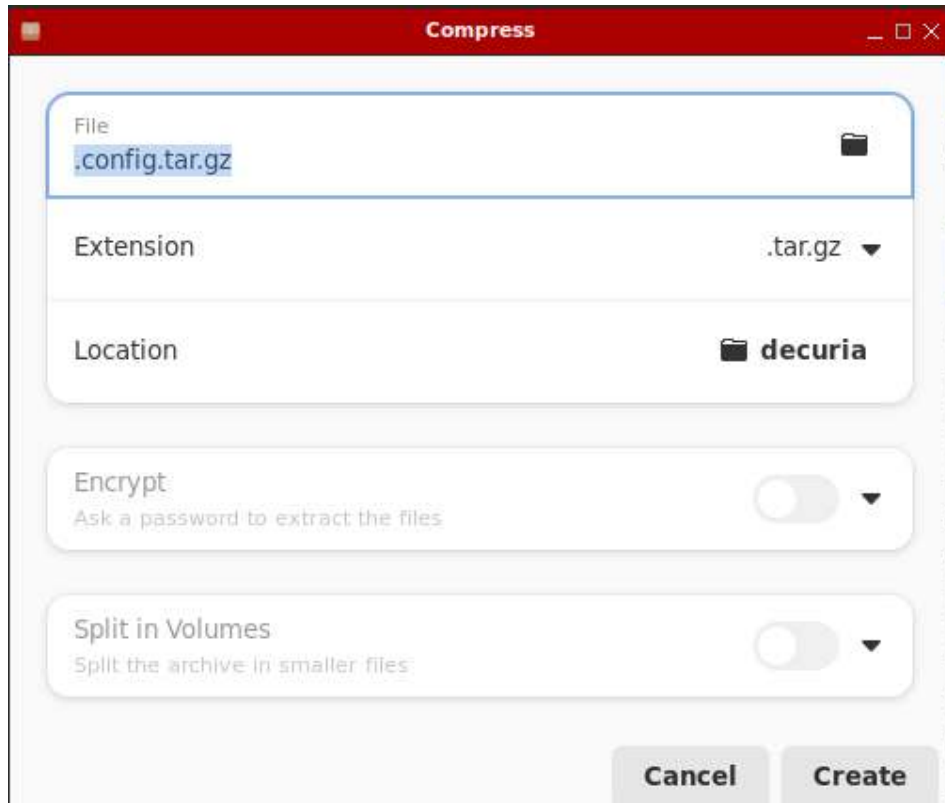 Compress
File
.config.tar.gz
Extension .tar.gz
Location decuria
Encrypt
Ask a password to extract the files
Split in Volumes
Split the archive in smaller files
Cancel Create